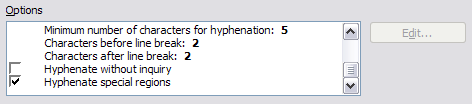 Options
Minimum number of characters for hyphenation: 5
Characters before line break: 2
Characters after line break: 2
Hyphenate without inquiry
Hyphenate special regions
Edit...